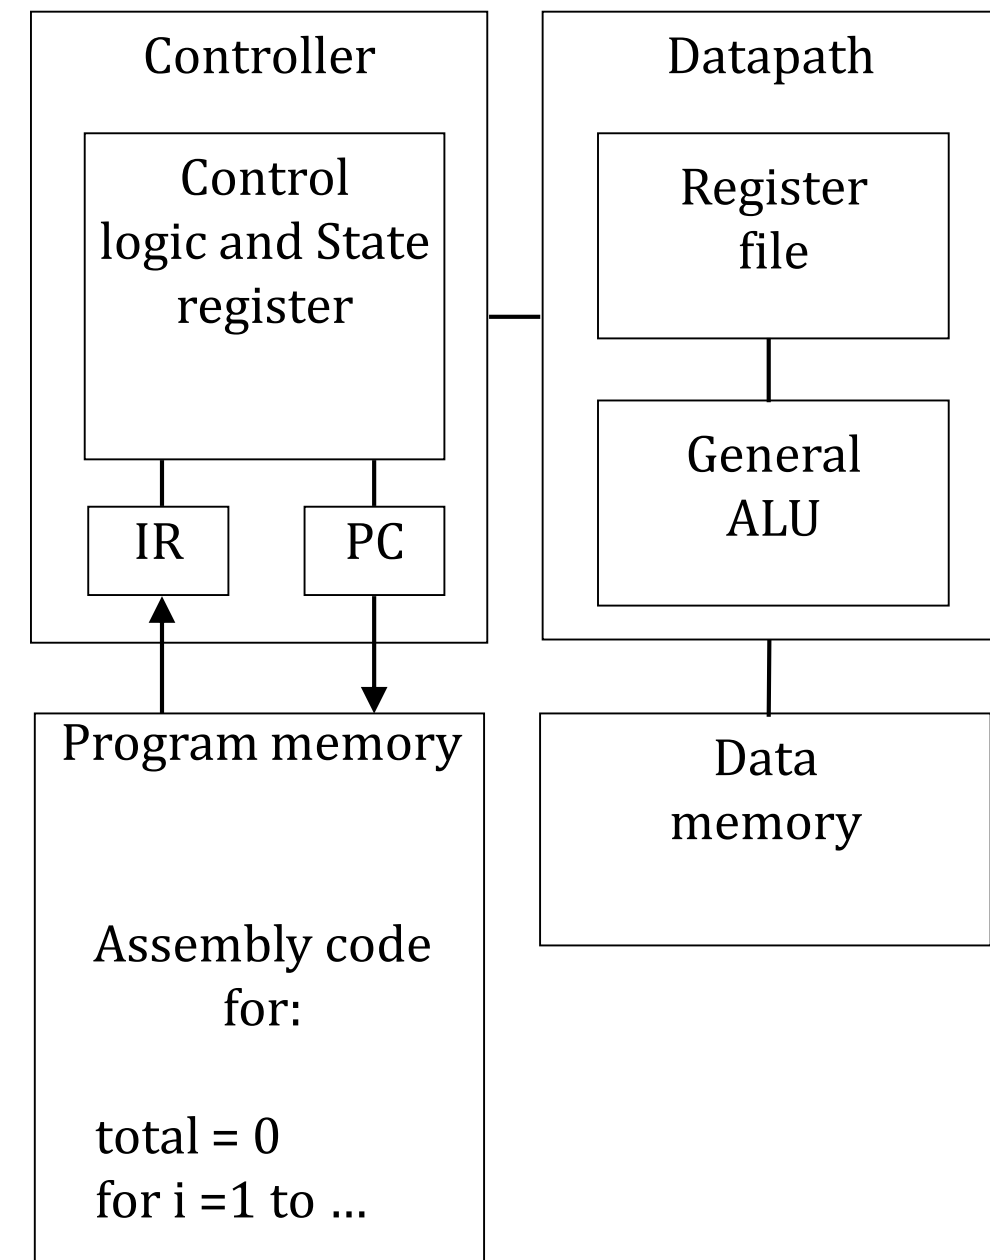 Controller
Control
logic and State
register
IR
PC
Datapath
Register
file
General
ALU
Program memory
Assembly code
for:
total = 0
for i =1 to ...
Data
memory